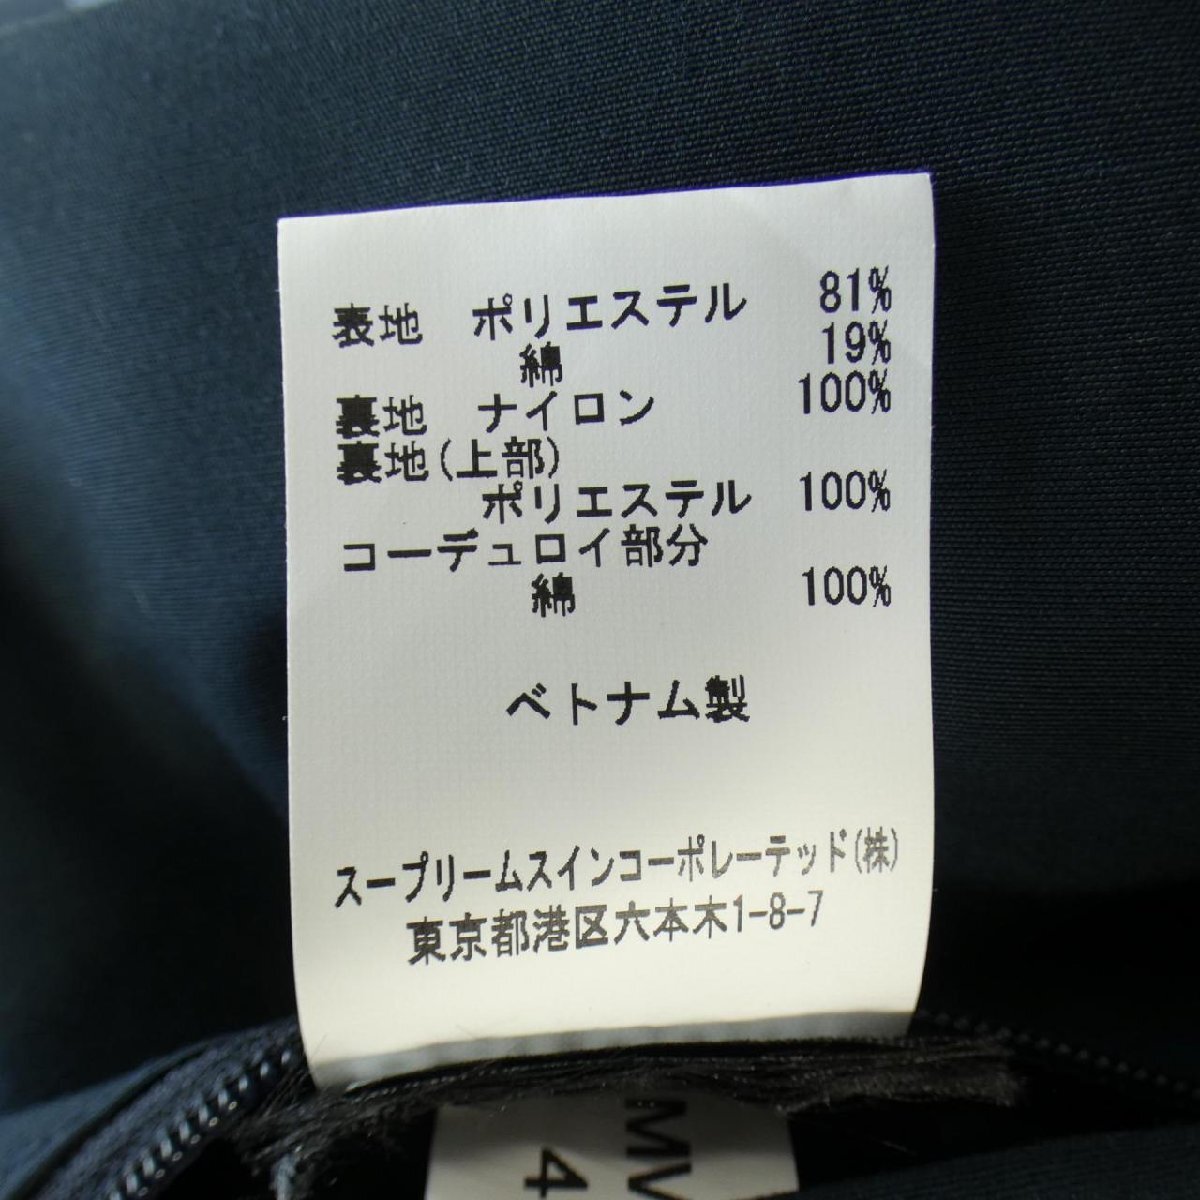 表地 ポリエステル 81%
綿 19%
裏地 ナイロン 100%
裏地(上部)
ポリエステル 100%
コーデュロイ部分
綿 100%
ベトナム製
スープリームスインコーポレーテッド(株)
東京都港区六本木1-8-7
MV
4